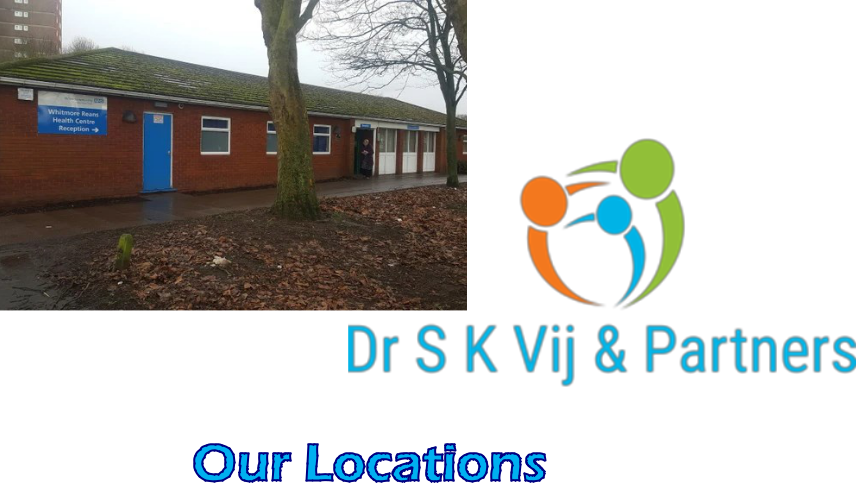 Whitmore Reans
Health Centre
Reception →
Dr S K Vij & Partners
Our Locations